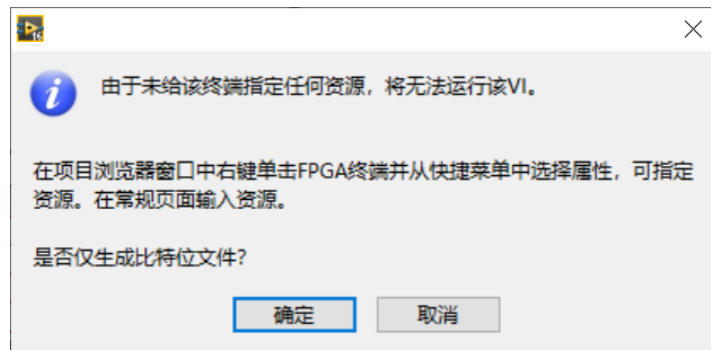 16
由于未给该终端指定任何资源，将无法运行该VI。
在项目浏览器窗口中右键单击FPGA终端并从快捷菜单中选择属性，可指定
资源。在常规页面输入资源。
是否仅生成比特位文件？
确定
取消